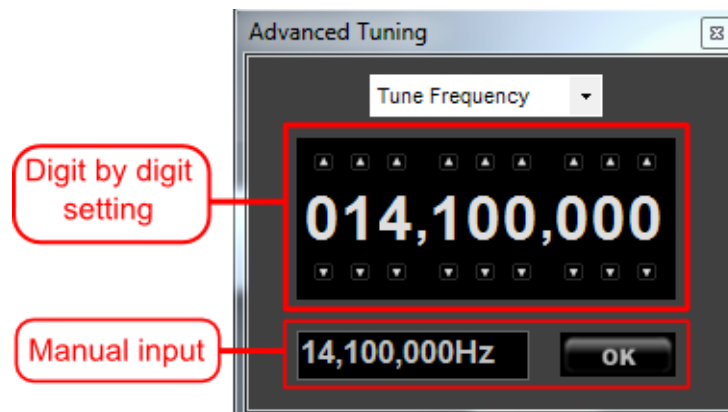 Advanced Tuning
Tune Frequency
Digit by digit
setting
014,100,000
Manual input
14,100,000Hz
OK